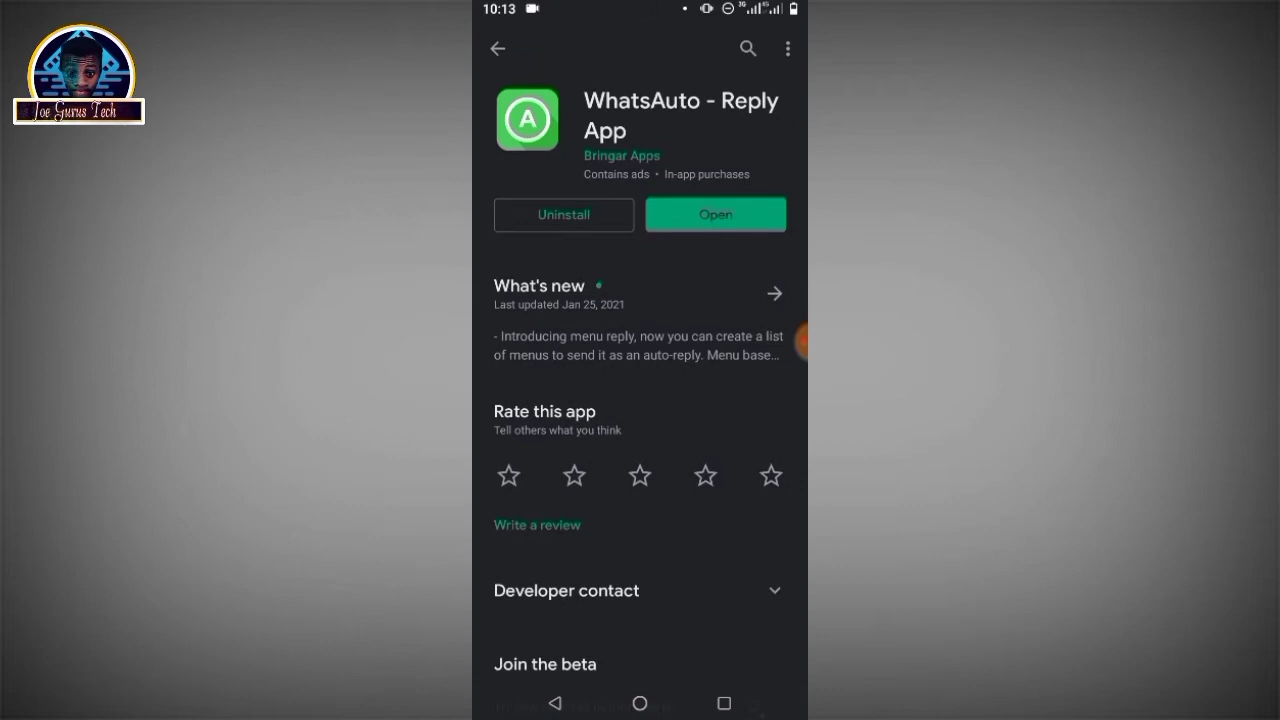 10:13
3G 4G
Joe Gurus Tech
A
WhatsAuto - Reply
App
Bringar Apps
Contains ads • In-app purchases
Uninstall
Open
What's new
Last updated Jan 25, 2021
- Introducing menu reply, now you can create a list
of menus to send it as an auto-reply. Menu base...
Rate this app
Tell others what you think
Write a review
Developer contact
Join the beta